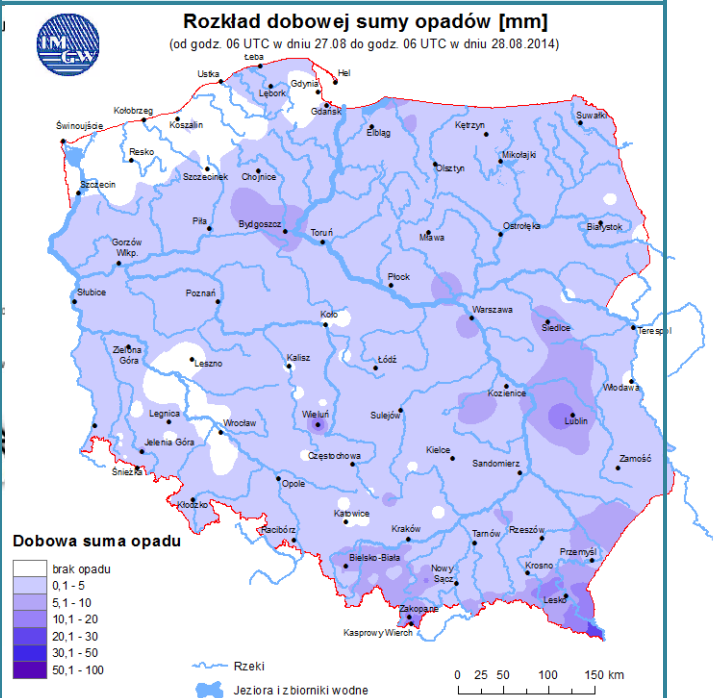 Rozkład dobowej sumy opadów [mm]
(od godz. 06 UTC w dniu 27.08 do godz. 06 UTC w dniu 28.08.2014)
IM
GW
Łeba
Ustka
Hel
Lębork
Gdynia
Gdańsk
Kołobrzeg
Koszalin
Świnoujście
Elbląg
Kętrzyn
Suwałki
Resko
Olsztyn
Mikołajki
Szczecinek
Chojnice
Szczecin
Piła
Bydgoszcz
Toruń
Mława
Ostrołęka
Białystok
Gorzów
Wlkp.
Płock
Słubice
Poznań
Koło
Warszawa
Siedlce
Terespol
Zielona
Góra
Leszno
Kalisz
Łódź
Kozienice
Włodawa
Legnica
Wrocław
Wieluń
Sulejów
Lublin
Jelenia Góra
Śnieżka
Częstochowa
Kielce
Sandomierz
Zamość
Opole
Kłodzko
Katowice
Racibórz
Kraków
Tarnów
Rzeszów
Przemyśl
Bielsko-Biała
Nowy
Sącz
Krosno
Lesko
Zakopane
Kasprowy Wierch
Dobowa suma opadu
brak opadu
0,1 - 5
5,1 - 10
10,1 - 20
20,1 - 30
30,1 - 50
50,1 - 100
Rzeki
Jeziora i zbiorniki wodne
0 25 50 100 150 km